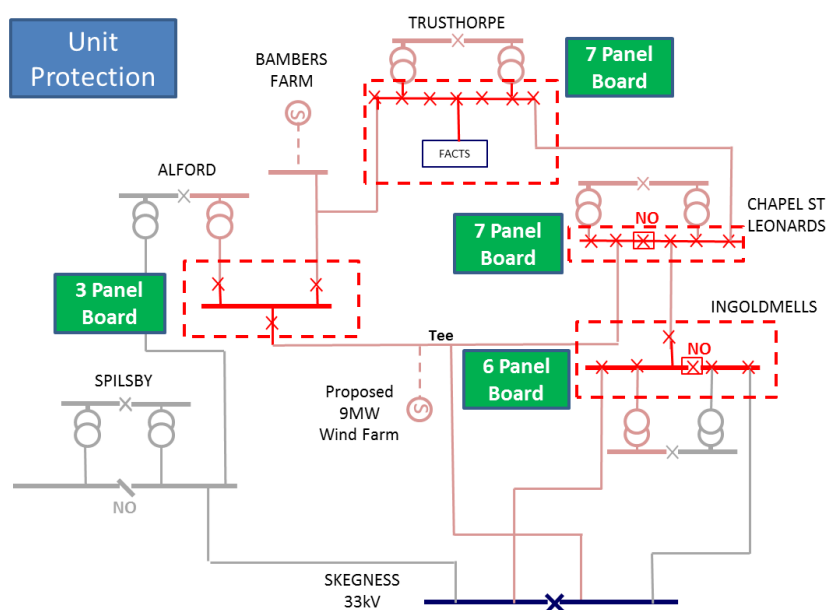 Unit
Protection
TRUSTHORPE
7 Panel
Board
BAMBERS
FARM
S
FACTS
ALFORD
CHAPEL ST
LEONARDS
NO
7 Panel
Board
3 Panel
Board
INGOLDMELLS
Tee
NO
6 Panel
Board
SPILSBY
Proposed
9MW
Wind Farm
S
NO
SKEGNESS
33kV